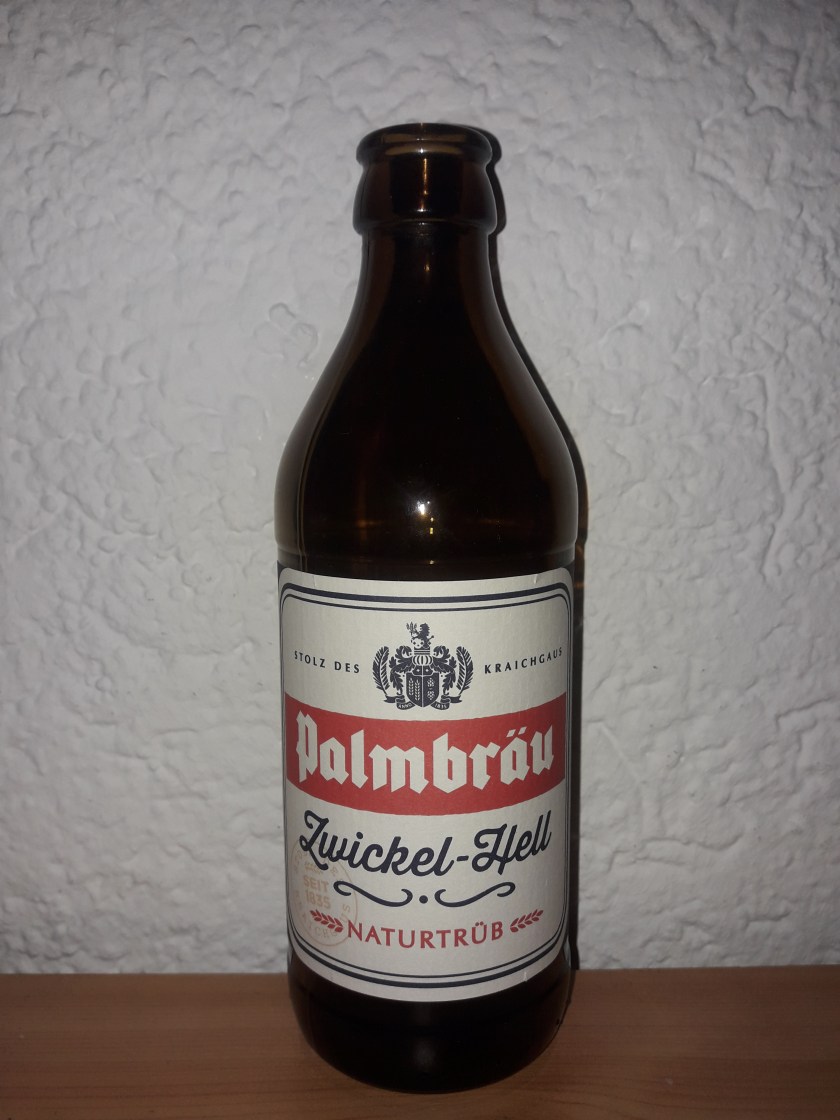 STOLZ DES KRAICHGAUS
Palmbräu
Zwickel-Hell
SEIT
1835
NATURTRÜB